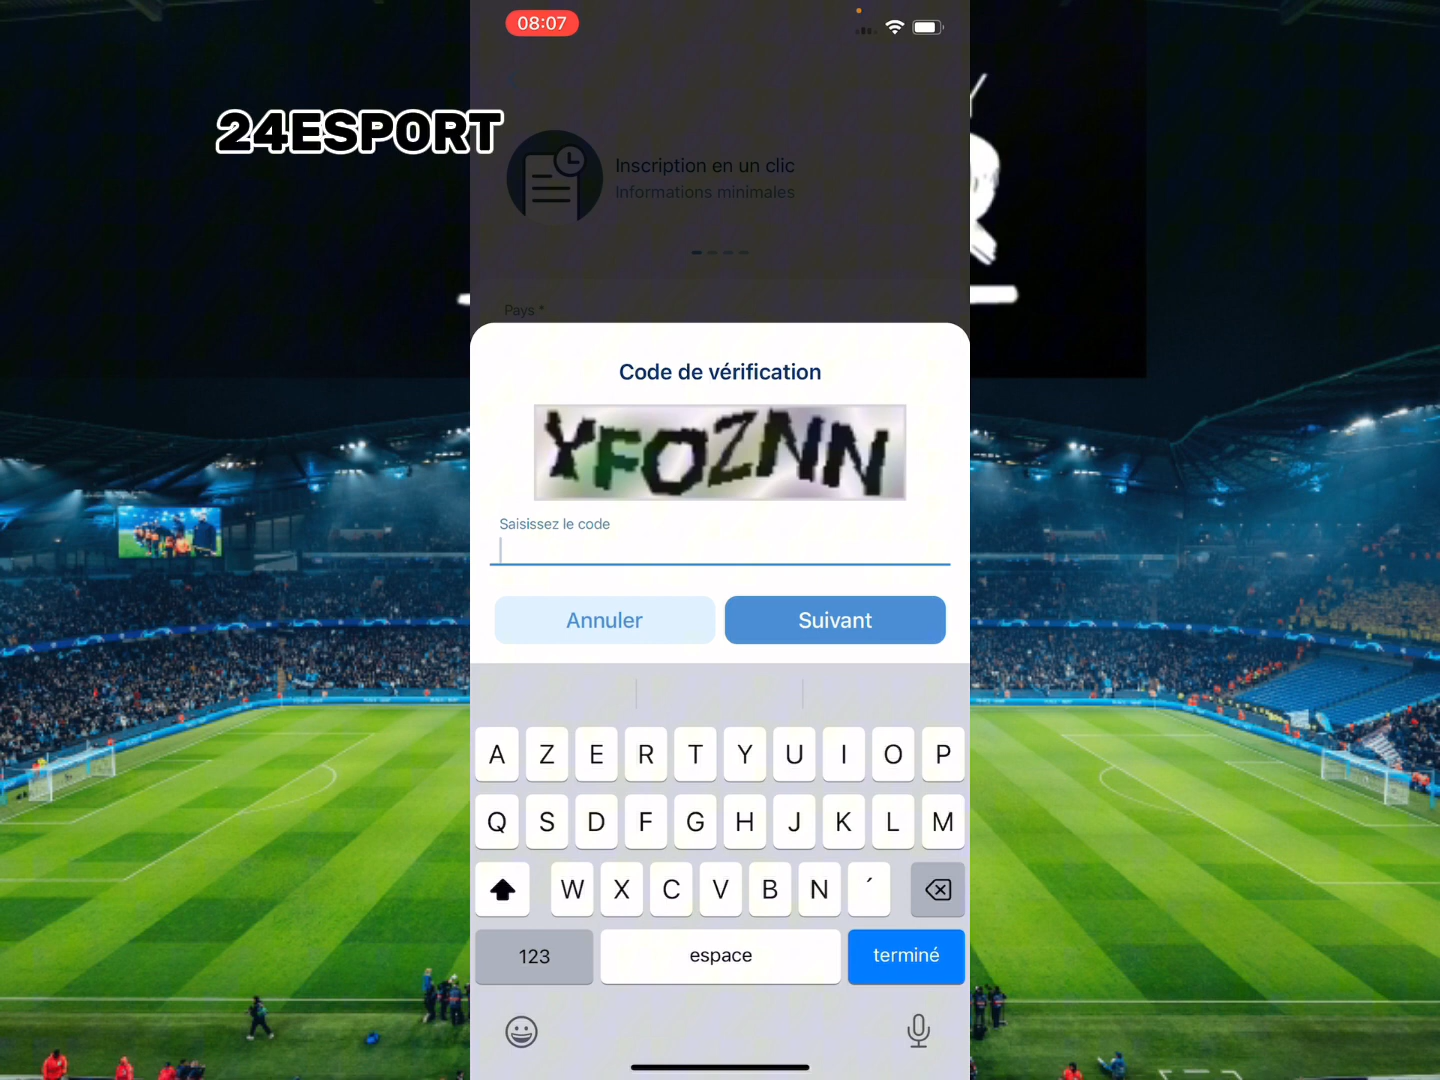 08:07
24ESPORT
Inscription en un clic
Informations minimales
Pays *
Code de vérification
YFOZNN
Saisissez le code
Annuler
Suivant
A Z E R T Y U I O P
Q S D F G H J K L M
W X C V B N ´
123
espace
terminé